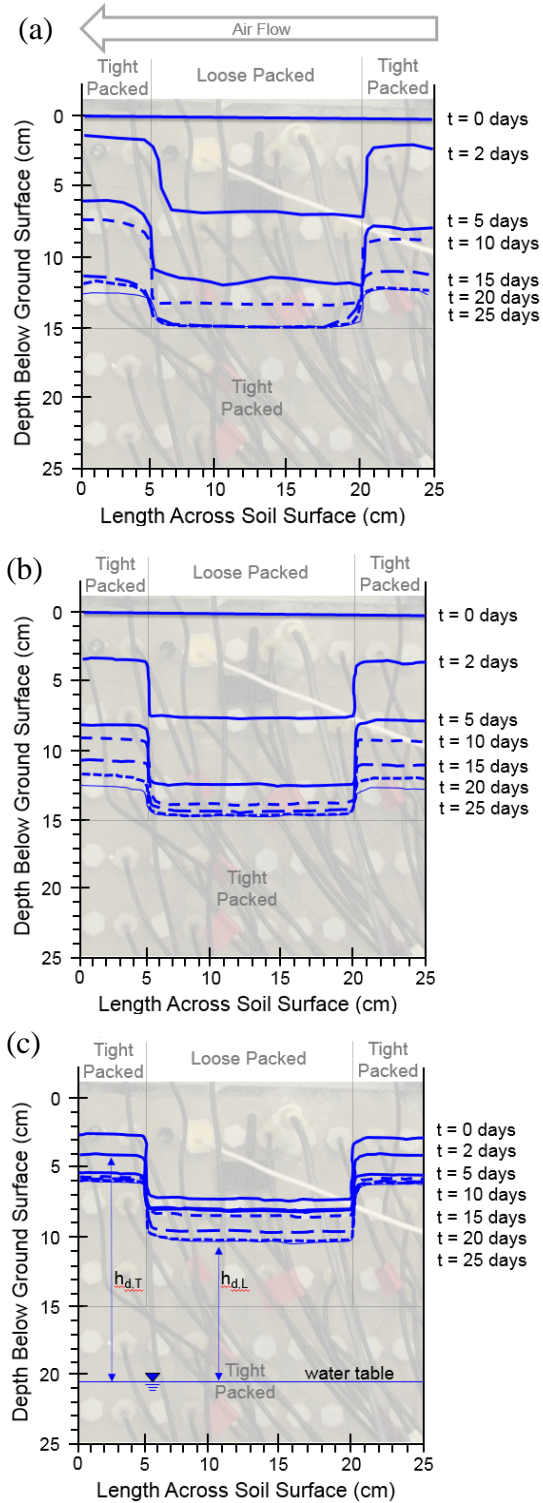 (a)
Air Flow
Tight Packed
Loose Packed
Tight Packed
0
5
10
15
20
25
Depth Below Ground Surface (cm)
t = 0 days
t = 2 days
t = 5 days
t = 10 days
t = 15 days
t = 20 days
t = 25 days
Tight Packed
0 5 10 15 20 25
Length Across Soil Surface (cm)
(b)
Tight Packed
Loose Packed
Tight Packed
0
5
10
15
20
25
Depth Below Ground Surface (cm)
t = 0 days
t = 2 days
t = 5 days
t = 10 days
t = 15 days
t = 20 days
t = 25 days
Tight Packed
0 5 10 15 20 25
Length Across Soil Surface (cm)
(c)
Tight Packed
Loose Packed
Tight Packed
0
5
10
15
20
25
Depth Below Ground Surface (cm)
t = 0 days
t = 2 days
t = 5 days
t = 10 days
t = 15 days
t = 20 days
t = 25 days
hd,T
hd,L
water table
Tight Packed
0 5 10 15 20 25
Length Across Soil Surface (cm)